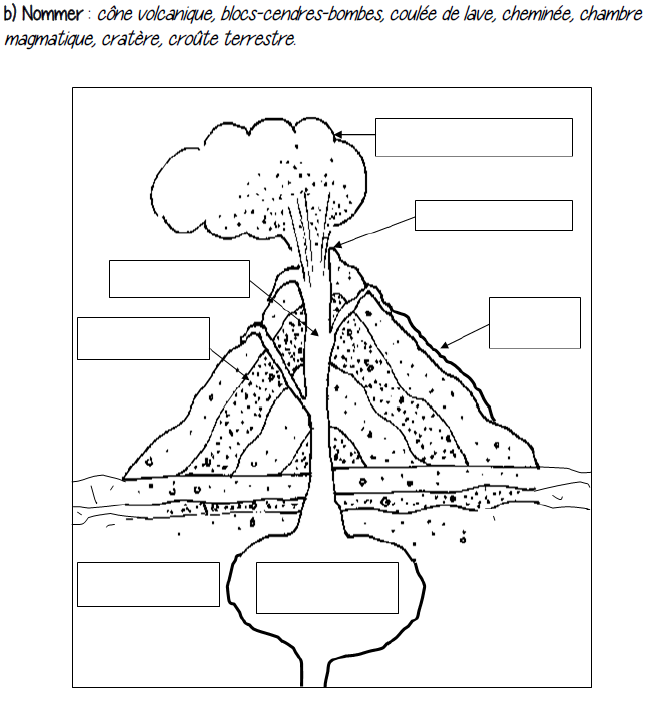 b) Nommer : cône volcanique, blocs-cendres-bombes, coulée de lave, cheminée, chambre
magmatique, cratère, croûte terrestre.